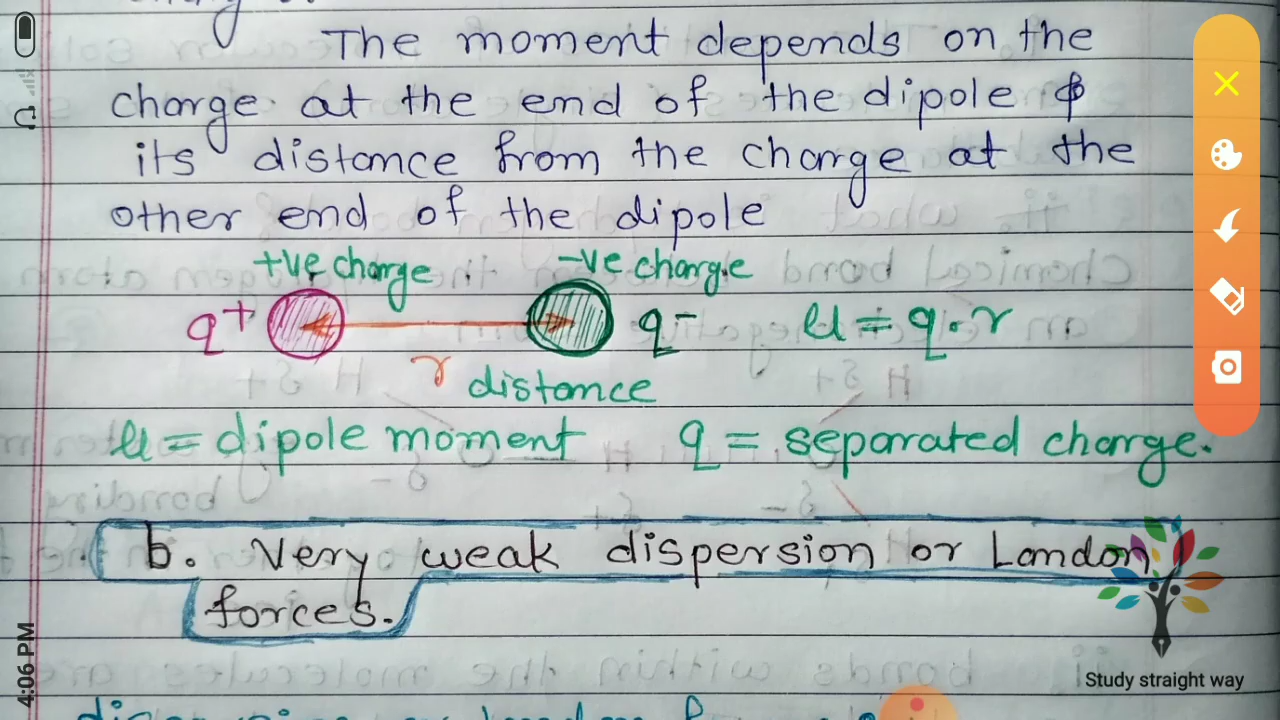 The moment depends on the
charge at the end of the dipole &
its distance from the charge at the
other end of the dipole
+ve charge -ve charge
q+ q- μ = q.r
r distance
μ = dipole moment q = separated charge.
b. Very weak dispersion or London
forces.
Study straight way
4:06 PM